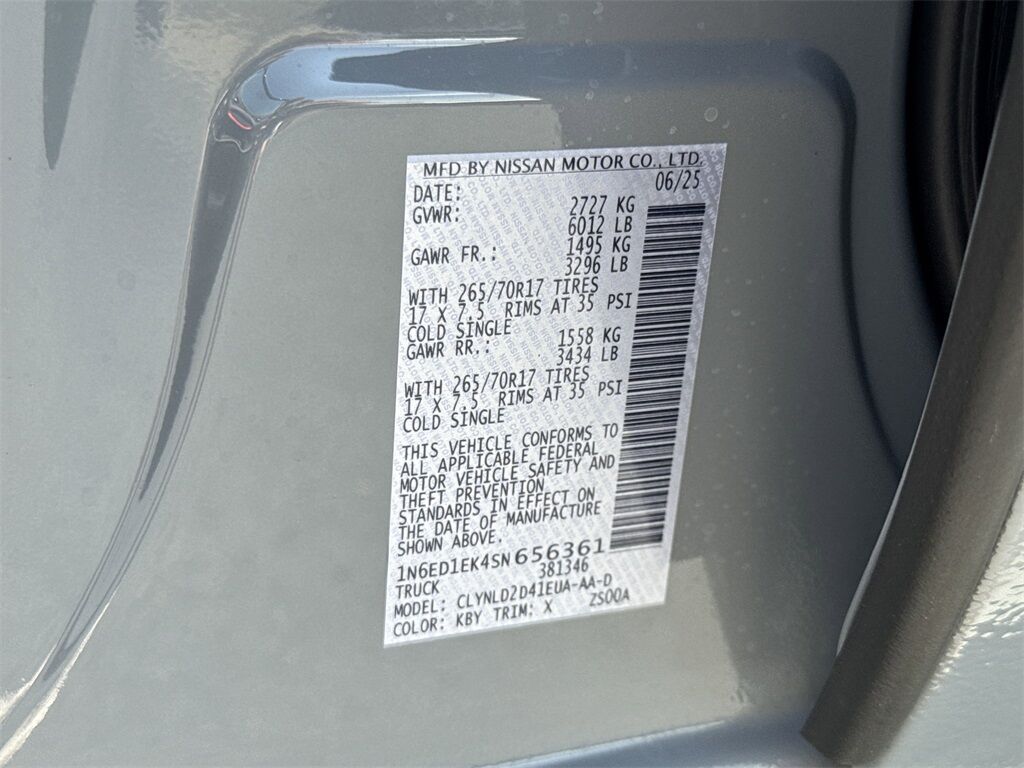 MFD BY NISSAN MOTOR CO., LTD.
DATE: 06/25
GVWR: 2727 KG
6012 LB
GAWR FR.: 1495 KG
3296 LB
WITH 265/70R17 TIRES
17 X 7.5 RIMS AT 35 PSI
COLD SINGLE
GAWR RR.: 1558 KG
3434 LB
WITH 265/70R17 TIRES
17 X 7.5 RIMS AT 35 PSI
COLD SINGLE
THIS VEHICLE CONFORMS TO
ALL APPLICABLE FEDERAL
MOTOR VEHICLE SAFETY AND
THEFT PREVENTION
STANDARDS IN EFFECT ON
THE DATE OF MANUFACTURE
SHOWN ABOVE.
1N6ED1EK4SN656361
TRUCK 381346
MODEL: CLYNLD2D41EUA-AA-D
COLOR: KBY TRIM: X ZS00A